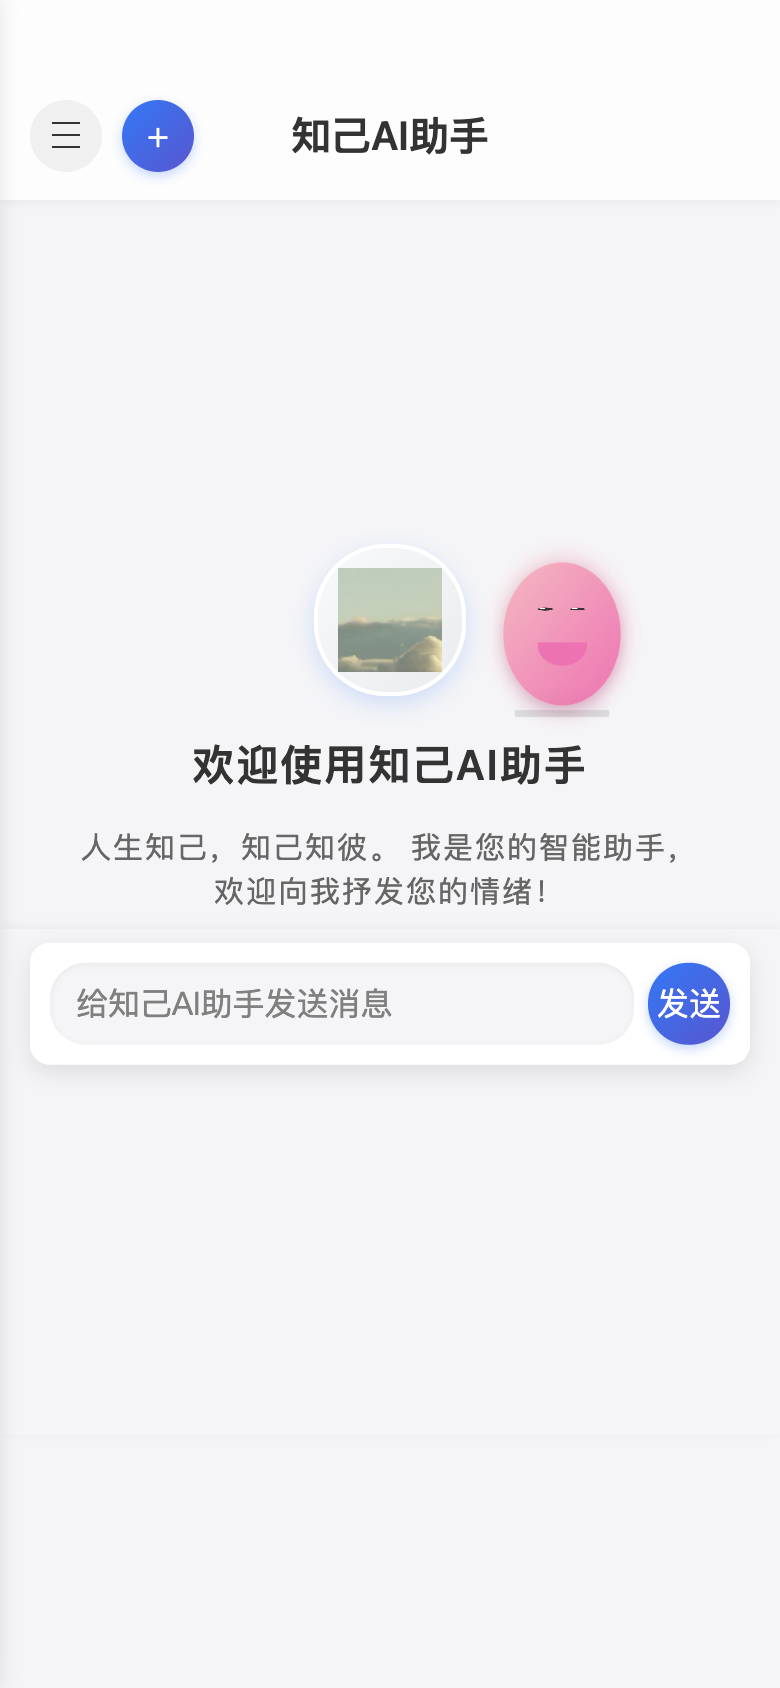 +
知己AI助手
欢迎使用知己AI助手
人生知己，知己知彼。 我是您的智能助手，
欢迎向我抒发您的情绪！
给知己AI助手发送消息
发送